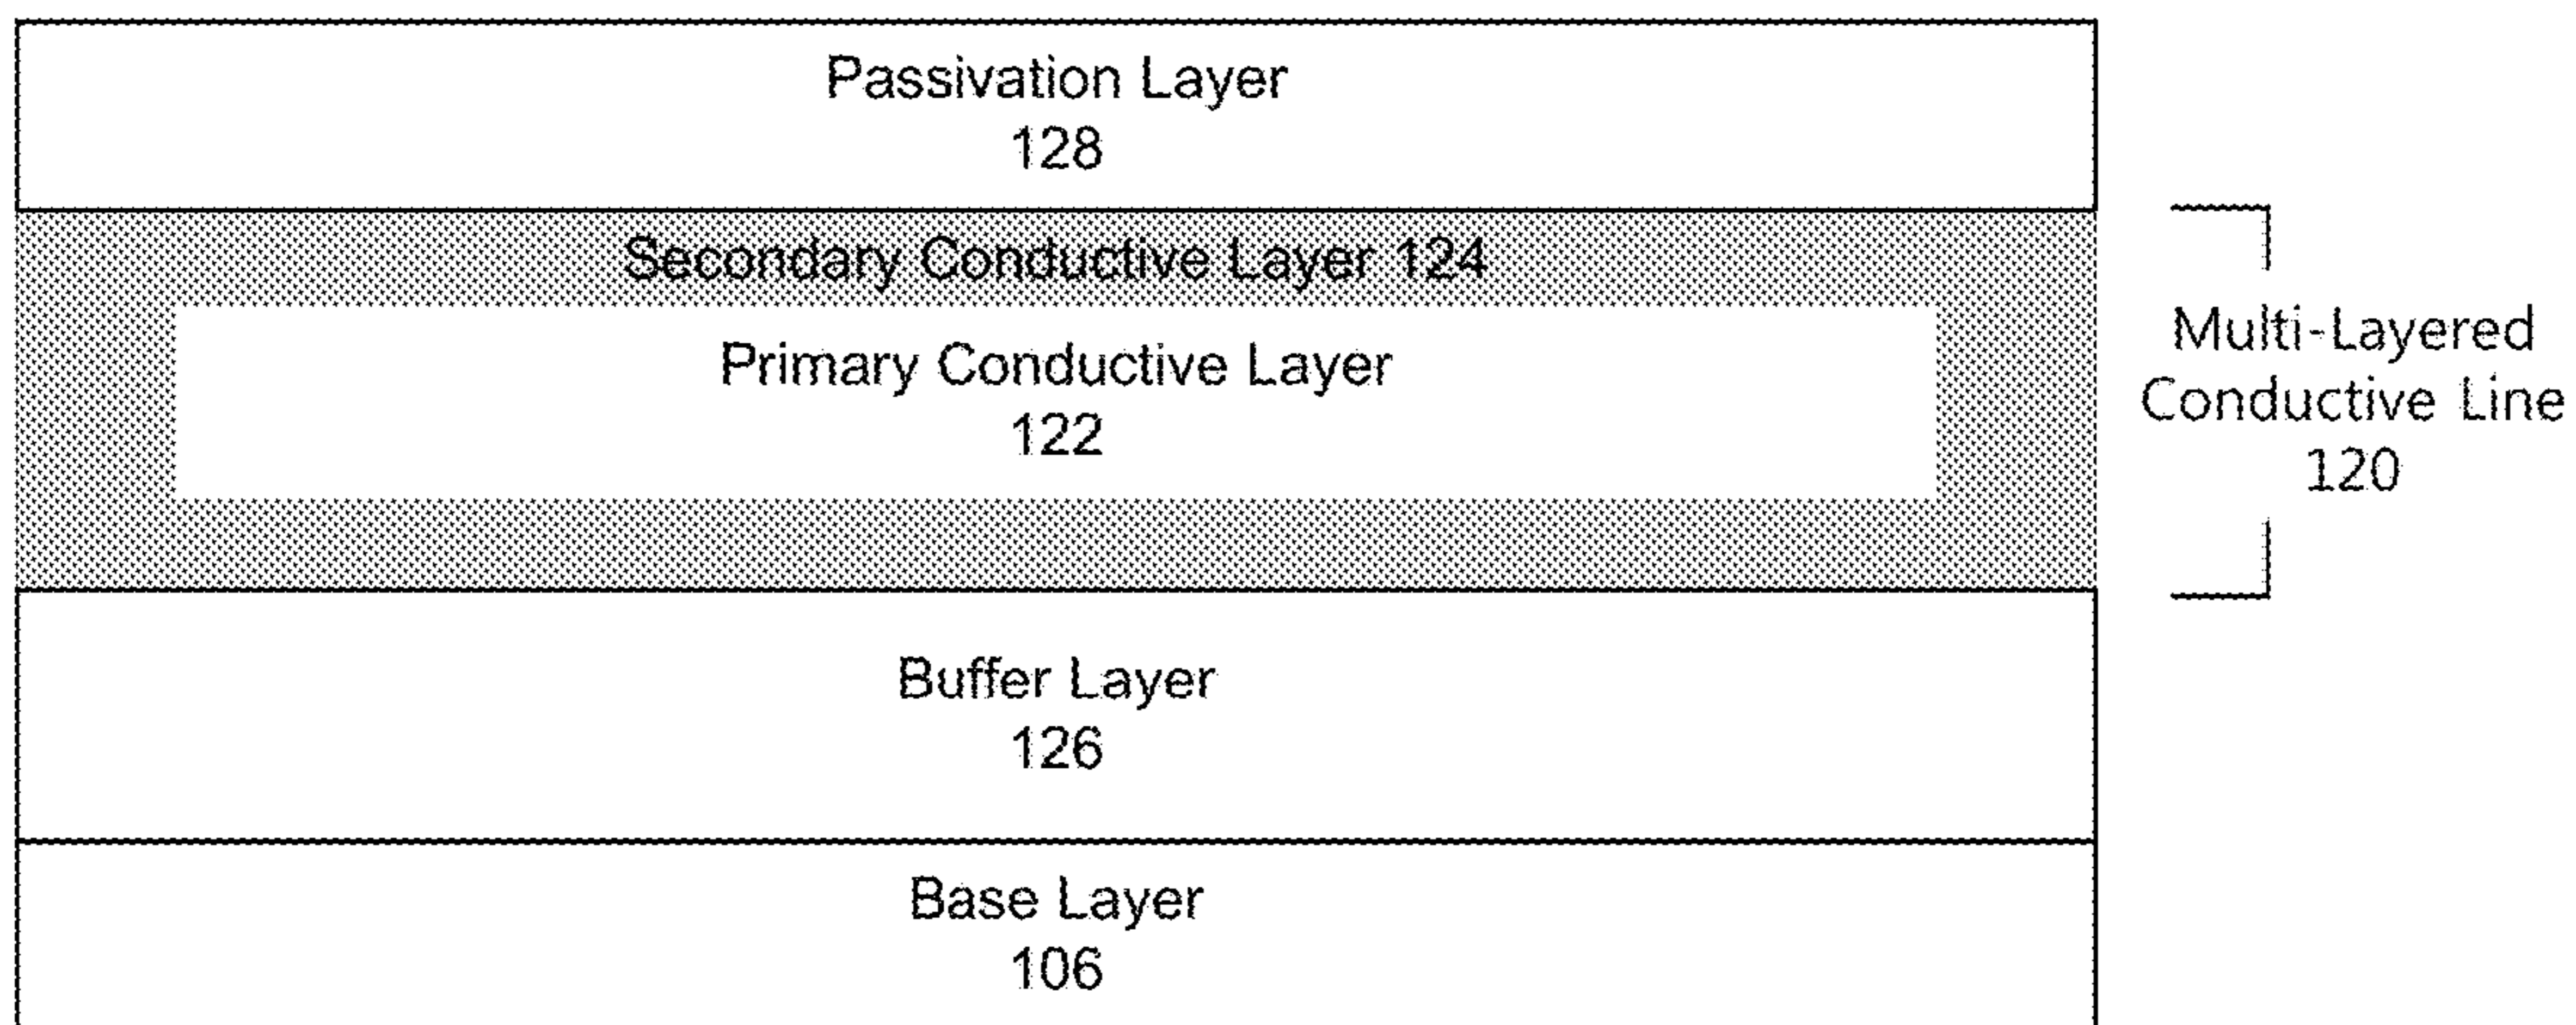 Passivation Layer
128
Secondary Conductive Layer 124
Primary Conductive Layer
122
Multi-Layered
Conductive Line
120
Buffer Layer
126
Base Layer
106